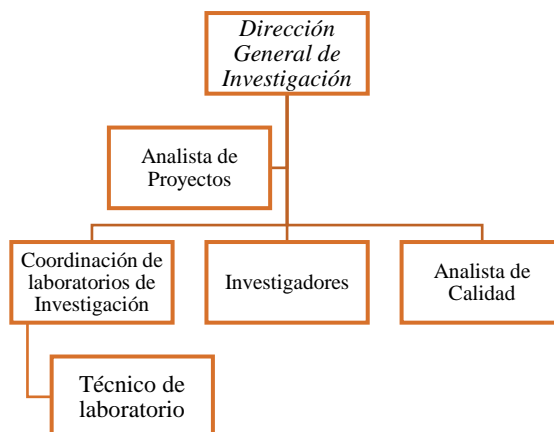 Dirección
General de
Investigación
Analista de
Proyectos
Coordinación de
laboratorios de
Investigación
Investigadores
Analista de
Calidad
Técnico de
laboratorio